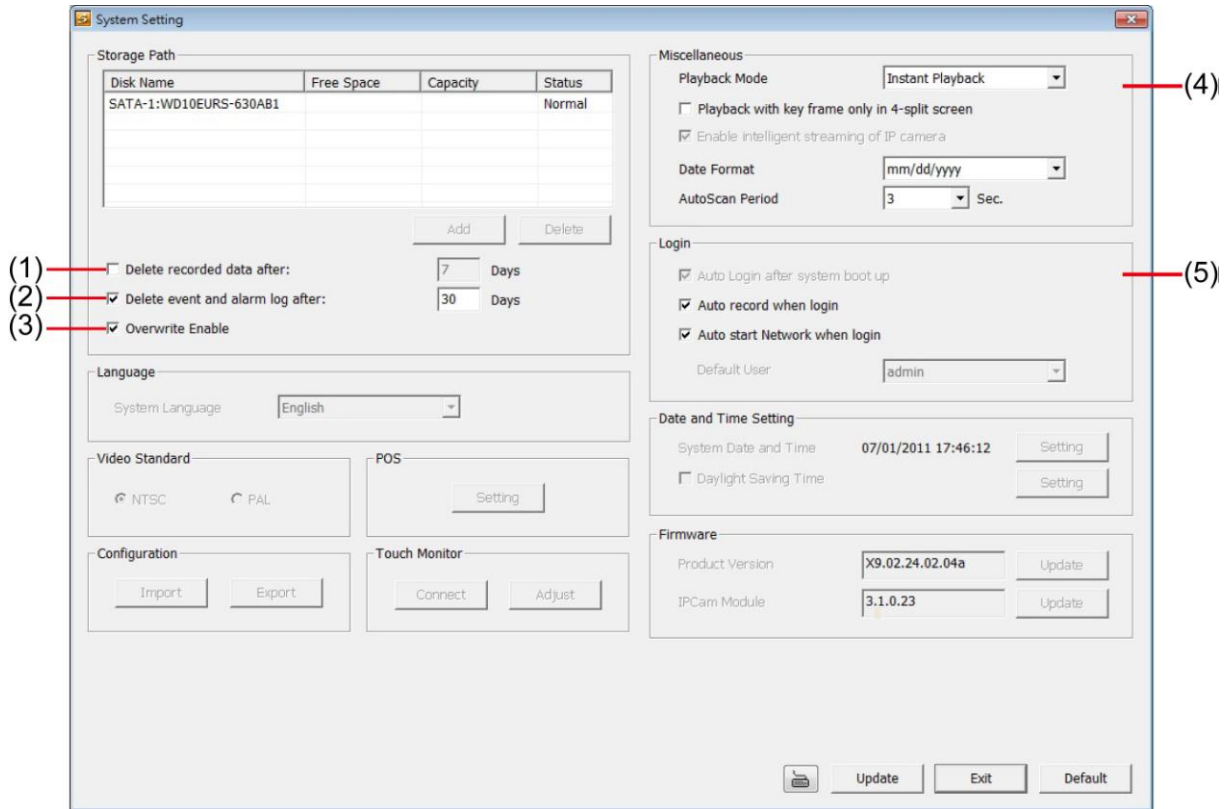 System Setting
Storage Path
Disk Name Free Space Capacity Status
SATA-1:WD10EURS-630AB1 Normal
Add Delete
(1) Delete recorded data after: 7 Days
(2) Delete event and alarm log after: 30 Days
(3) Overwrite Enable
Language
System Language English
Video Standard
NTSC PAL
POS
Setting
Configuration
Import Export
Touch Monitor
Connect Adjust
Miscellaneous
Playback Mode Instant Playback (4)
Playback with key frame only in 4-split screen
Enable intelligent streaming of IP camera
Date Format mm/dd/yyyy
AutoScan Period 3 Sec.
Login
Auto Login after system boot up (5)
Auto record when login
Auto start Network when login
Default User admin
Date and Time Setting
System Date and Time 07/01/2011 17:46:12 Setting
Daylight Saving Time Setting
Firmware
Product Version X9.02.24.02.04a Update
IPCam Module 3.1.0.23 Update
Update Exit Default